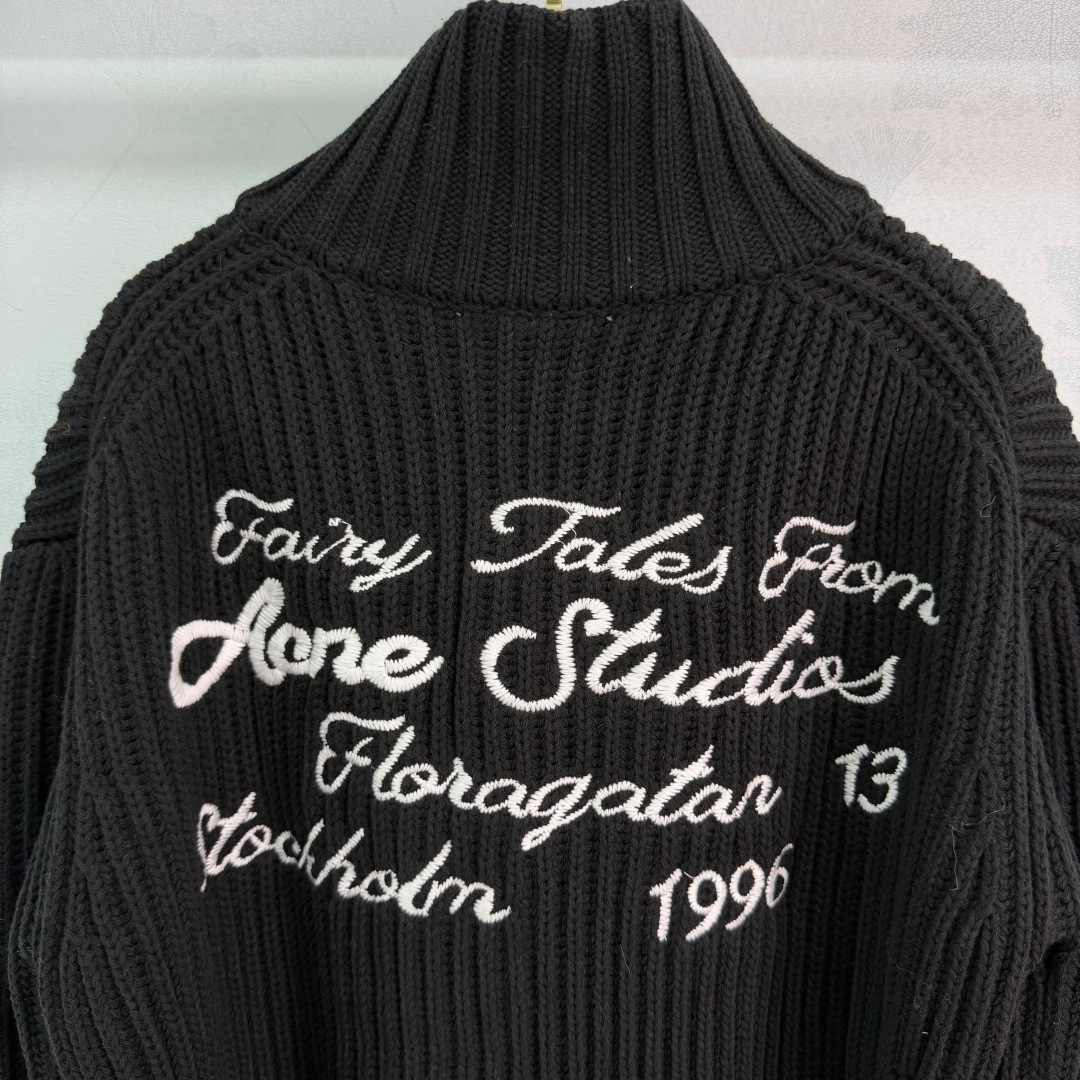 Fairy Tales From
Acne Studios
Floragatan 13
Stockholm 1996